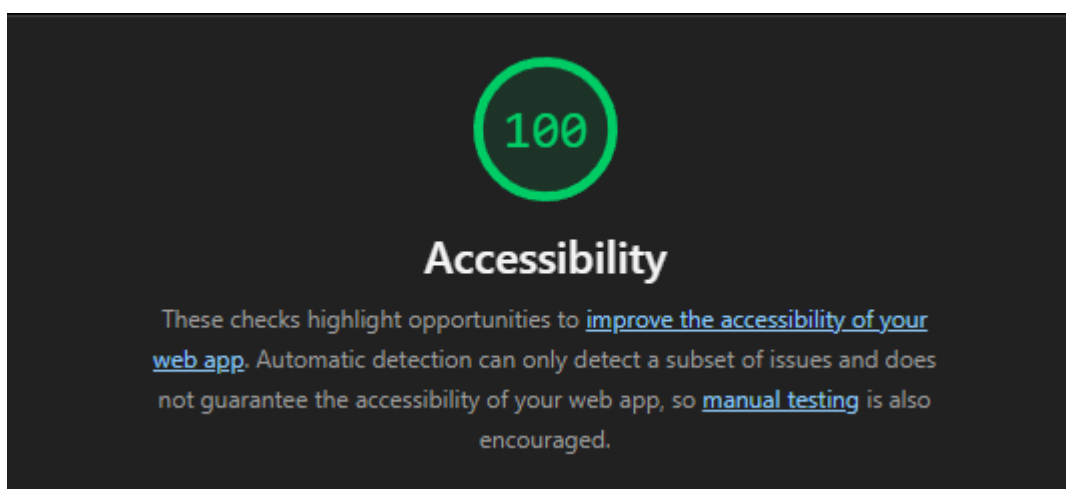 100
Accessibility
These checks highlight opportunities to improve the accessibility of your
web app. Automatic detection can only detect a subset of issues and does
not guarantee the accessibility of your web app, so manual testing is also
encouraged.